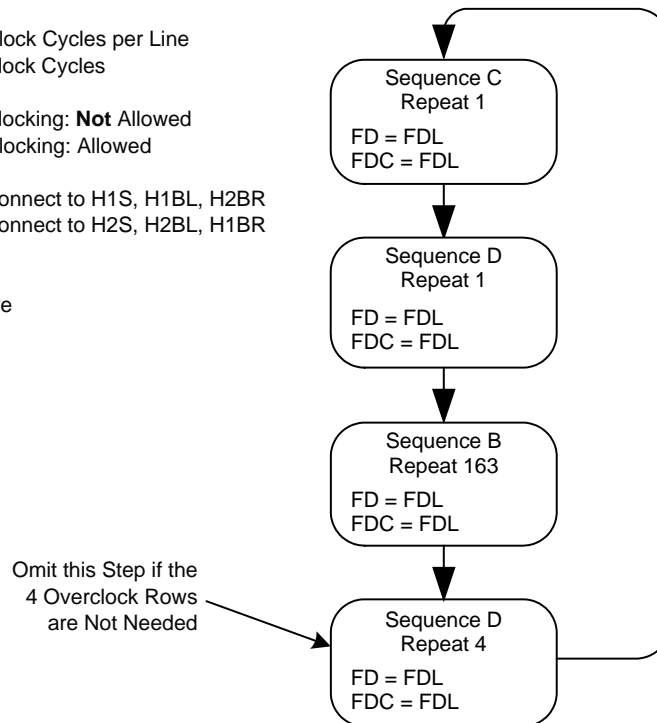 lock Cycles per Line
lock Cycles
locking: Not Allowed
locking: Allowed
onnect to H1S, H1BL, H2BR
onnect to H2S, H2BL, H1BR
e
Sequence C
Repeat 1
FD = FDL
FDC = FDL
Sequence D
Repeat 1
FD = FDL
FDC = FDL
Sequence B
Repeat 163
FD = FDL
FDC = FDL
Omit this Step if the
4 Overclock Rows
are Not Needed
Sequence D
Repeat 4
FD = FDL
FDC = FDL